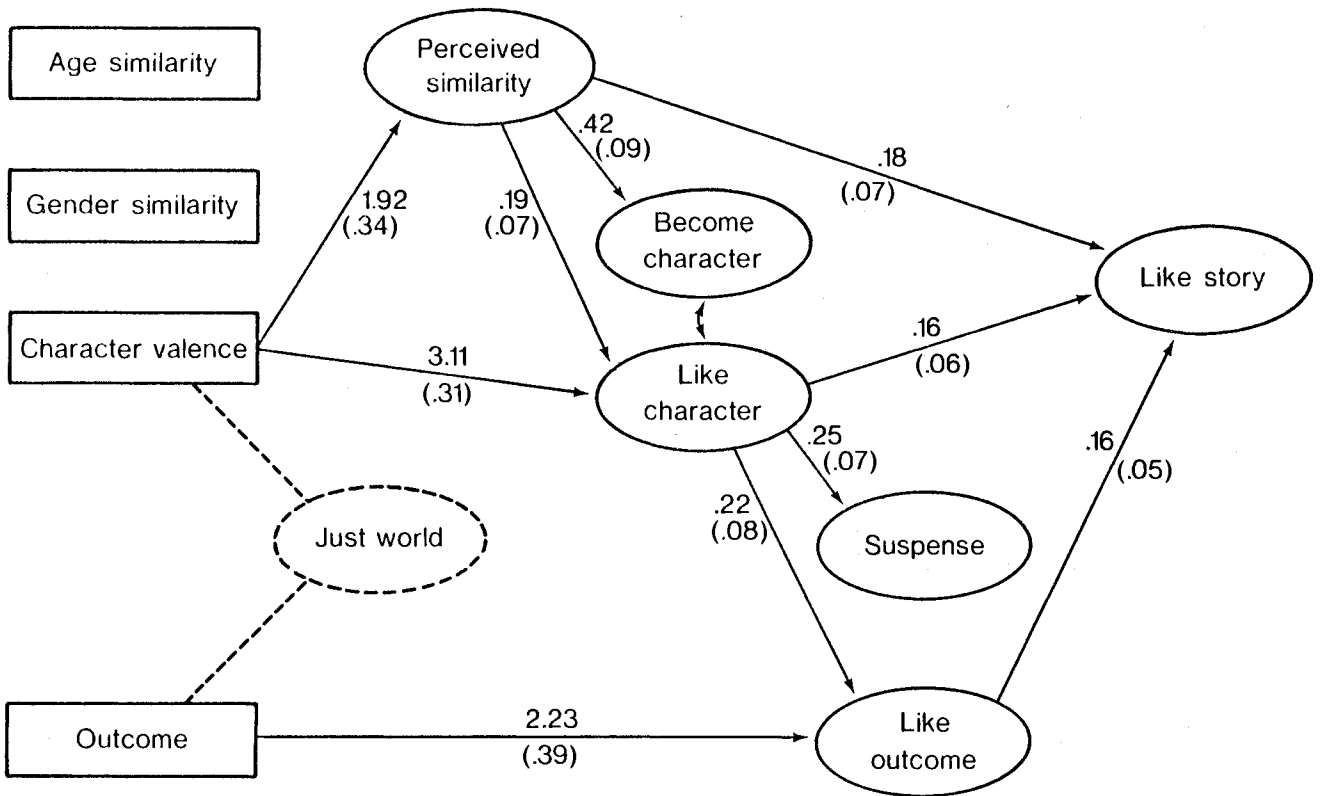 Age similarity
Perceived
similarity
.42
(.09)
.18
(.07)
Gender similarity
1.92
(.34)
.19
(.07)
Become
character
Like story
Character valence
3.11
(.31)
Like
character
.16
(.06)
.25
(.07)
.16
(.05)
.22
(.08)
Just world
Suspense
Outcome
2.23
(.39)
Like
outcome